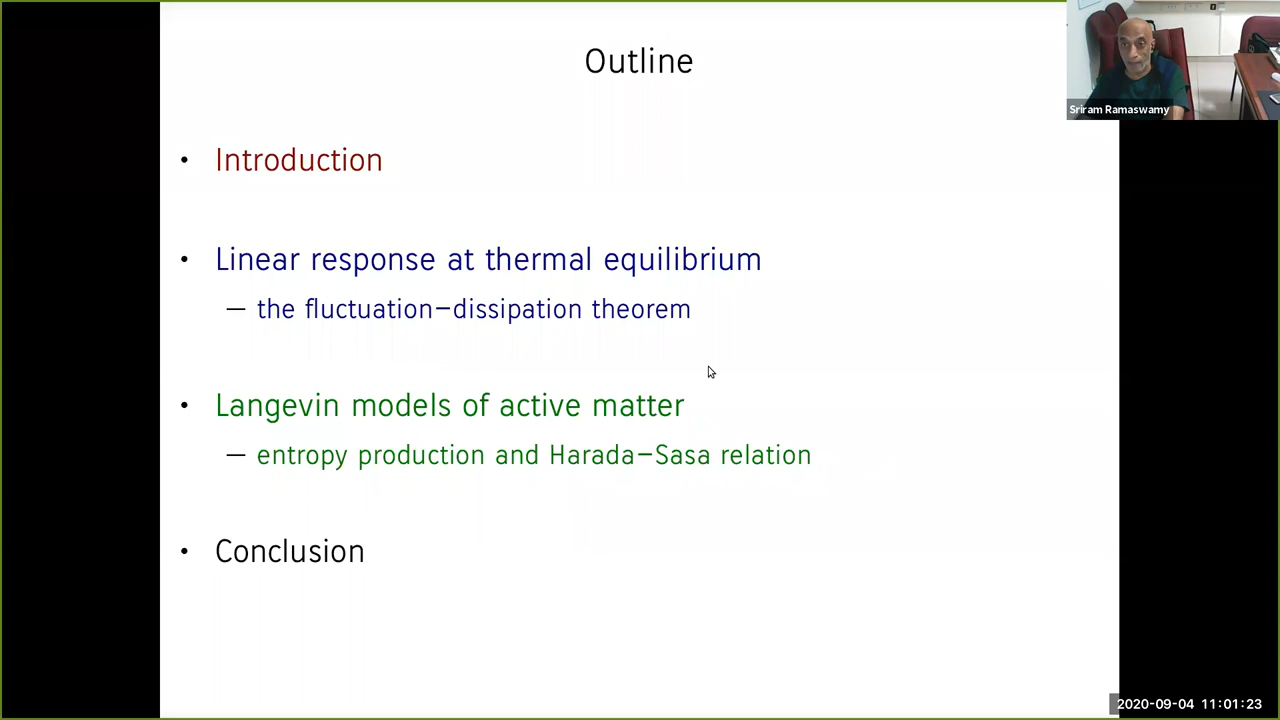 Outline
Sriram Ramaswamy
• Introduction
• Linear response at thermal equilibrium
— the fluctuation–dissipation theorem
• Langevin models of active matter
— entropy production and Harada–Sasa relation
• Conclusion
2020-09-04 11:01:23